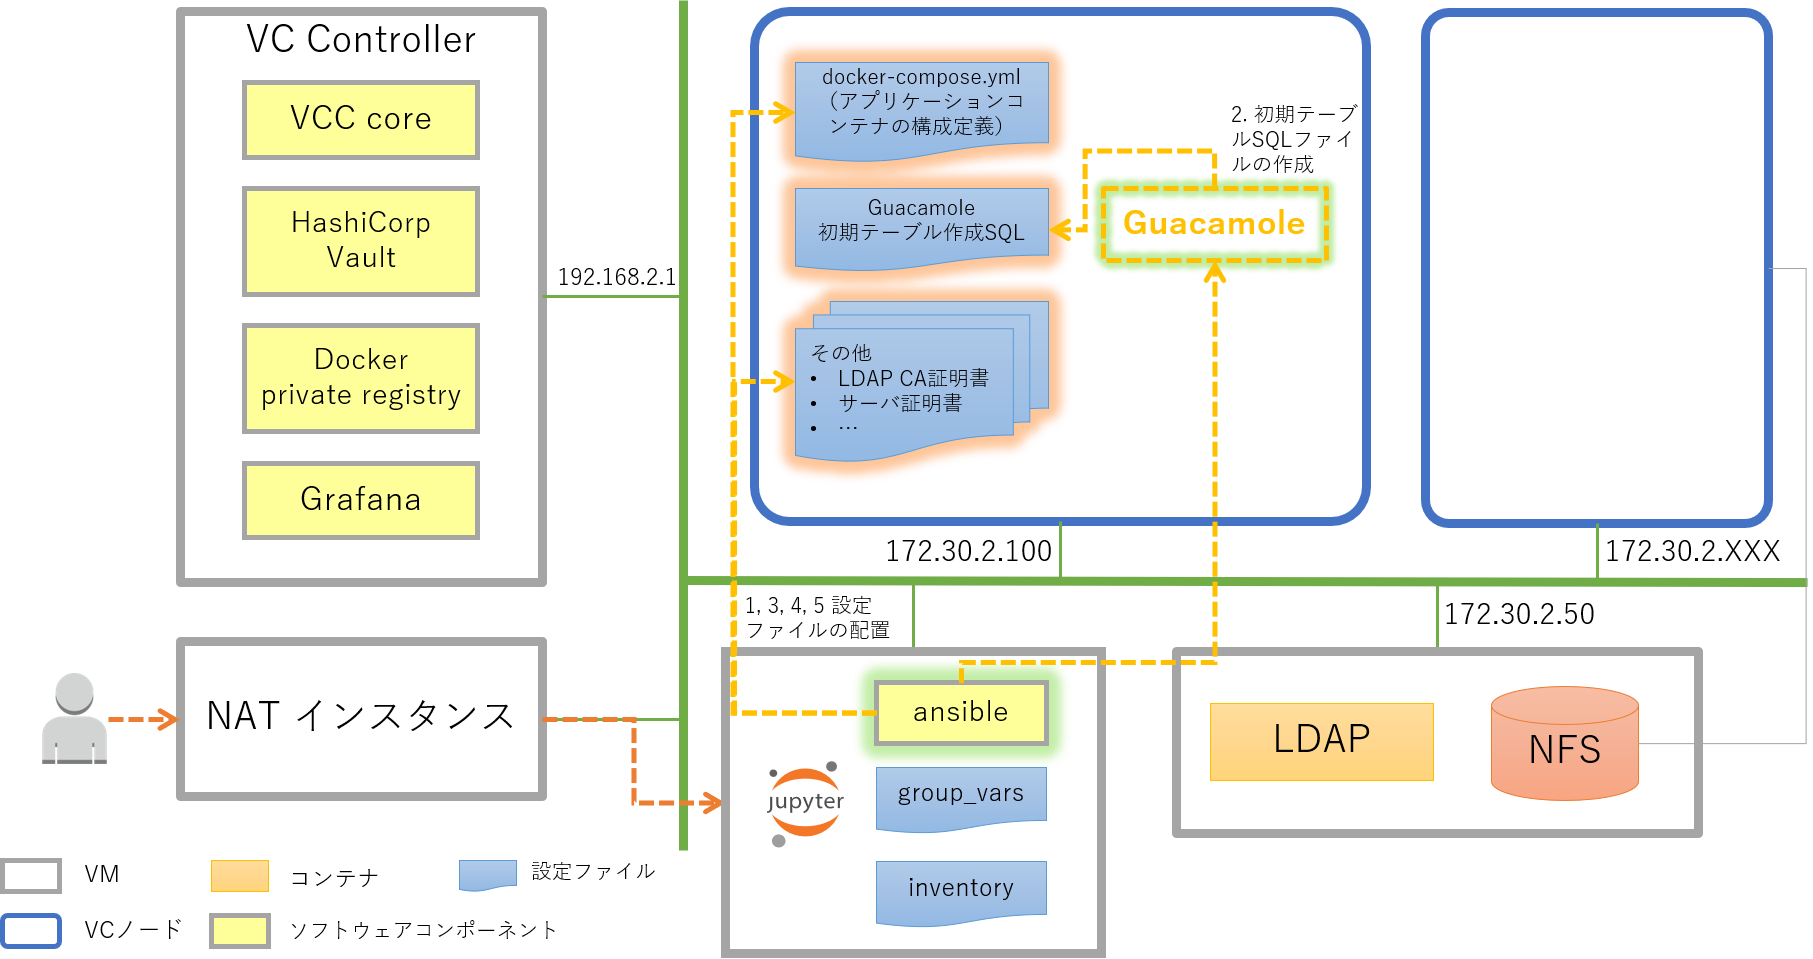 VC Controller
VCC core
HashiCorp
Vault
Docker
private registry
Grafana
192.168.2.1
docker-compose.yml
（アプリケーションコ
ンテナの構成定義）
Guacamole
初期テーブル作成SQL
その他
• LDAP CA証明書
• サーバ証明書
• …
2. 初期テーブ
ルSQLファイ
ルの作成
Guacamole
172.30.2.100
172.30.2.XXX
1, 3, 4, 5 設定
ファイルの配置
172.30.2.50
NAT インスタンス
ansible
jupyter
group_vars
inventory
LDAP
NFS
VM
コンテナ
設定ファイル
VCノード
ソフトウェアコンポーネント